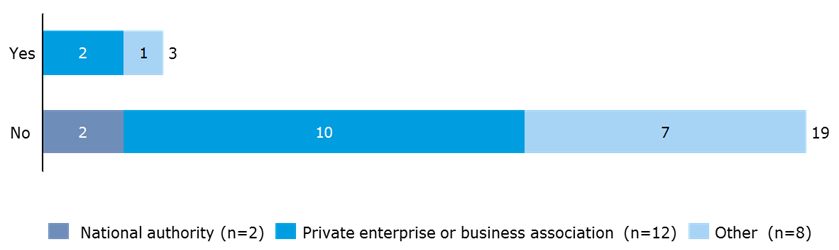 Yes 2 1 3
No 2 10 7 19
National authority (n=2) Private enterprise or business association (n=12) Other (n=8)